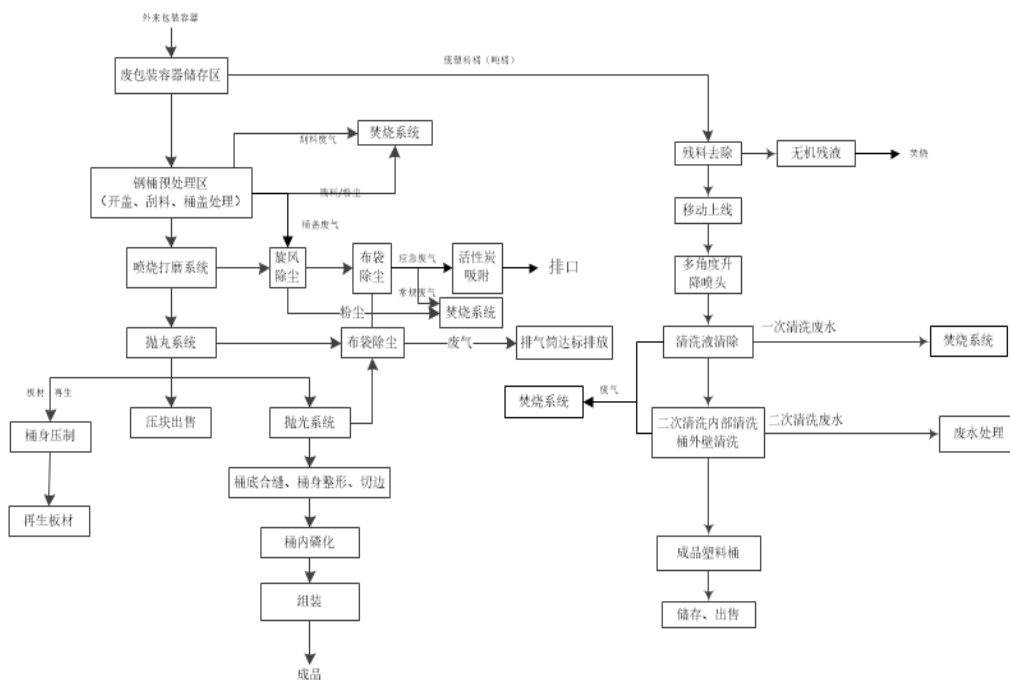 外来包装容器
废包装容器储存区
废塑料桶（吨桶）
焚烧系统
刮料废气
残料去除
无机残液
焚烧
钢桶预处理区
（开盖、刮料、桶盖处理）
残料/粉尘
移动上线
桶盖废气
喷烧打磨系统
旋风
除尘
布袋
除尘
应急废气
活性炭
吸附
排口
多角度升
降喷头
常规废气
粉尘
焚烧系统
抛丸系统
布袋除尘
废气
排气筒达标排放
清洗液清除
一次清洗废水
焚烧系统
板材
再生
废气
焚烧系统
桶身压制
压块出售
抛光系统
二次清洗内部清洗
桶外壁清洗
二次清洗废水
废水处理
桶底合缝、桶身整形、切边
再生板材
桶内磷化
成品塑料桶
组装
储存、出售
成品